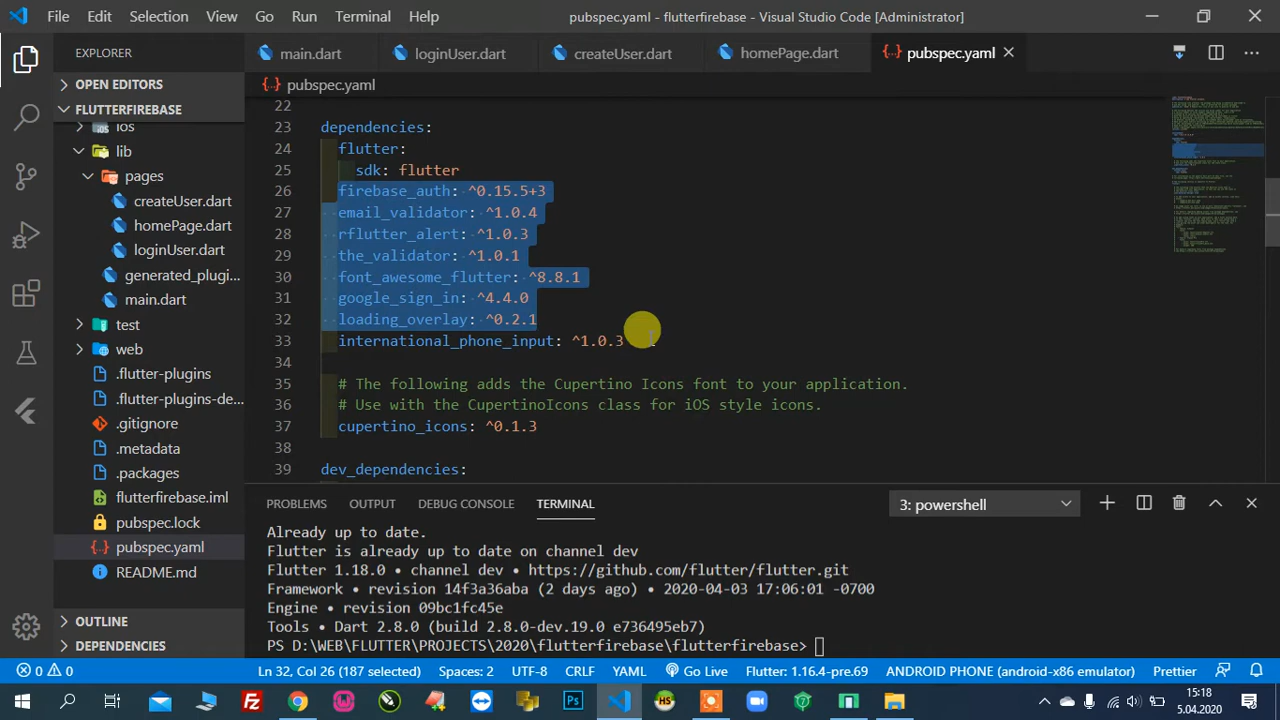 File Edit Selection View Go Run Terminal Help pubspec.yaml - flutterfirebase - Visual Studio Code [Administrator]
EXPLORER
OPEN EDITORS
FLUTTERFIREBASE
ios
lib
pages
createUser.dart
homePage.dart
loginUser.dart
generated_plugi...
main.dart
test
web
.flutter-plugins
.flutter-plugins-de...
.gitignore
.metadata
.packages
flutterfirebase.iml
pubspec.lock
pubspec.yaml
README.md
OUTLINE
DEPENDENCIES
main.dart loginUser.dart createUser.dart homePage.dart pubspec.yaml
pubspec.yaml
22
23 dependencies:
24 flutter:
25 sdk: flutter
26 firebase_auth: ^0.15.5+3
27 email_validator: ^1.0.4
28 rflutter_alert: ^1.0.3
29 the_validator: ^1.0.1
30 font_awesome_flutter: ^8.8.1
31 google_sign_in: ^4.4.0
32 loading_overlay: ^0.2.1
33 international_phone_input: ^1.0.3
34
35 # The following adds the Cupertino Icons font to your application.
36 # Use with the CupertinoIcons class for iOS style icons.
37 cupertino_icons: ^0.1.3
38
39 dev_dependencies:
PROBLEMS OUTPUT DEBUG CONSOLE TERMINAL 3: powershell
Already up to date.
Flutter is already up to date on channel dev
Flutter 1.18.0 • channel dev • https://github.com/flutter/flutter.git
Framework • revision 14f3a36aba (2 days ago) • 2020-04-03 17:06:01 -0700
Engine • revision 09bc1fc45e
Tools • Dart 2.8.0 (build 2.8.0-dev.19.0 e736495eb7)
PS D:\WEB\FLUTTER\PROJECTS\2020\flutterfirebase\flutterfirebase>
0 0 Ln 32, Col 26 (187 selected) Spaces: 2 UTF-8 CRLF YAML Go Live Flutter: 1.16.4-pre.69 ANDROID PHONE (android-x86 emulator) Prettier
Fz Ps HS
15:18
5.04.2020